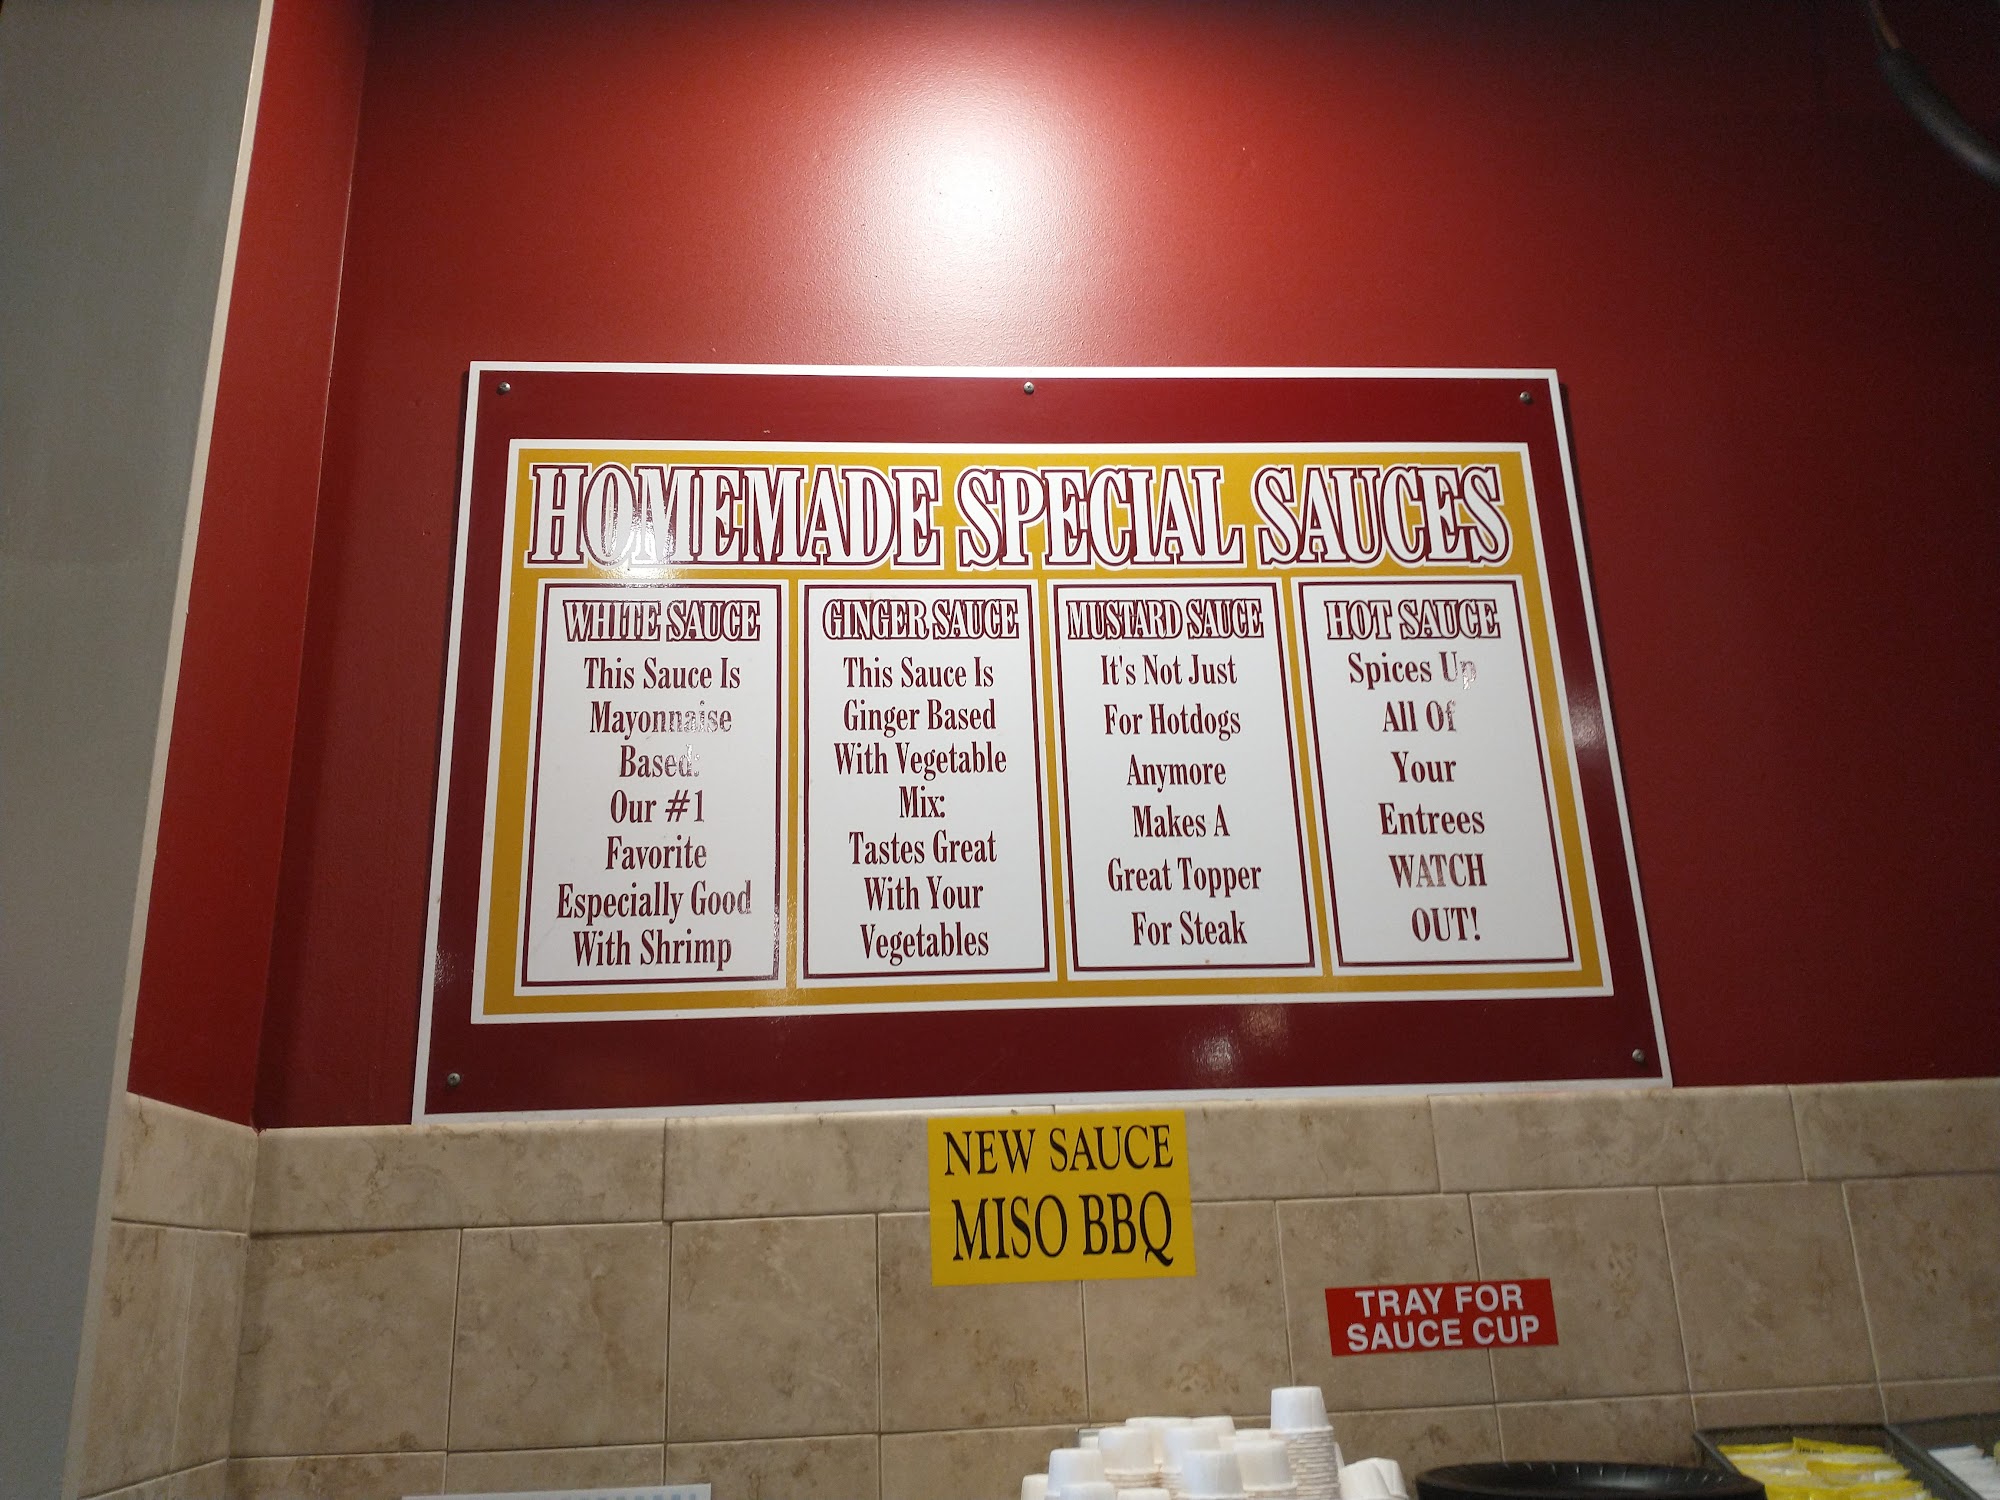 HOMEMADE SPECIAL SAUCES
WHITE SAUCE
This Sauce Is
Mayonnaise
Based:
Our #1
Favorite
Especially Good
With Shrimp
GINGER SAUCE
This Sauce Is
Ginger Based
With Vegetable
Mix:
Tastes Great
With Your
Vegetables
MUSTARD SAUCE
It's Not Just
For Hotdogs
Anymore
Makes A
Great Topper
For Steak
HOT SAUCE
Spices Up
All Of
Your
Entrees
WATCH
OUT!
NEW SAUCE
MISO BBQ
TRAY FOR
SAUCE CUP